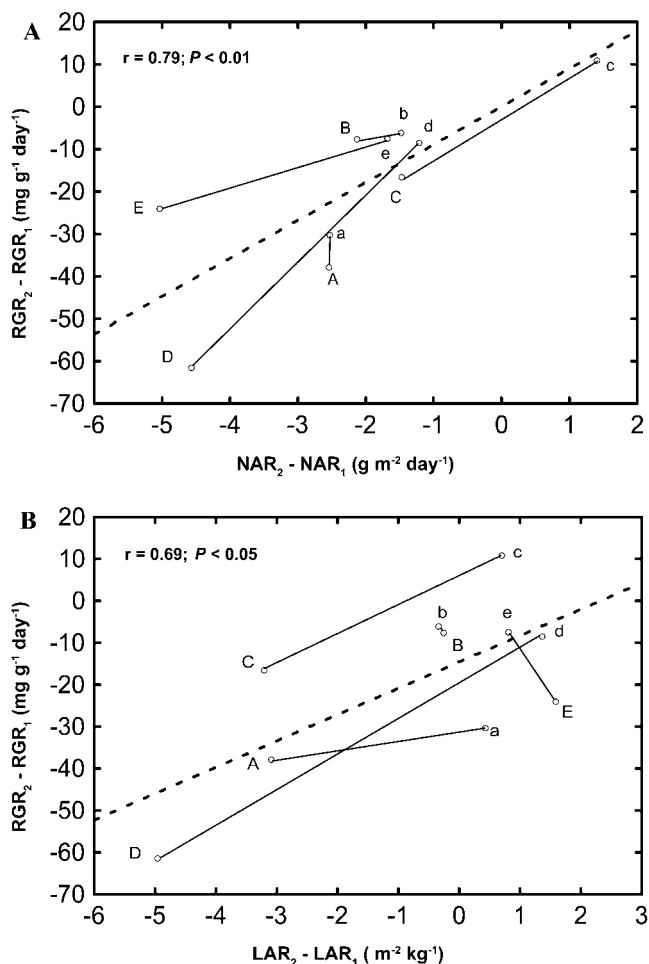 A
r = 0.79; P < 0.01
20
10
0
-10
-20
-30
-40
-50
-60
-70
RGR₂ - RGR₁ (mg g⁻¹ day⁻¹)
c
b
B
d
e
C
E
a
A
D
-6 -5 -4 -3 -2 -1 0 1 2
NAR₂ - NAR₁ (g m⁻² day⁻¹)
B
r = 0.69; P < 0.05
20
10
0
-10
-20
-30
-40
-50
-60
-70
RGR₂ - RGR₁ (mg g⁻¹ day⁻¹)
c
b
e
d
B
C
E
a
A
D
-6 -5 -4 -3 -2 -1 0 1 2 3
LAR₂ - LAR₁ ( m⁻² kg⁻¹)